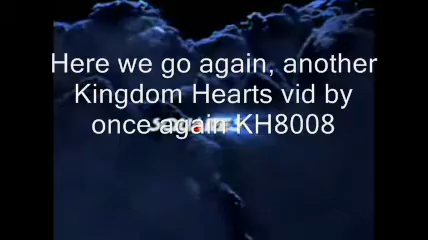 Here we go again, another
Kingdom Hearts vid by
once again KH8008